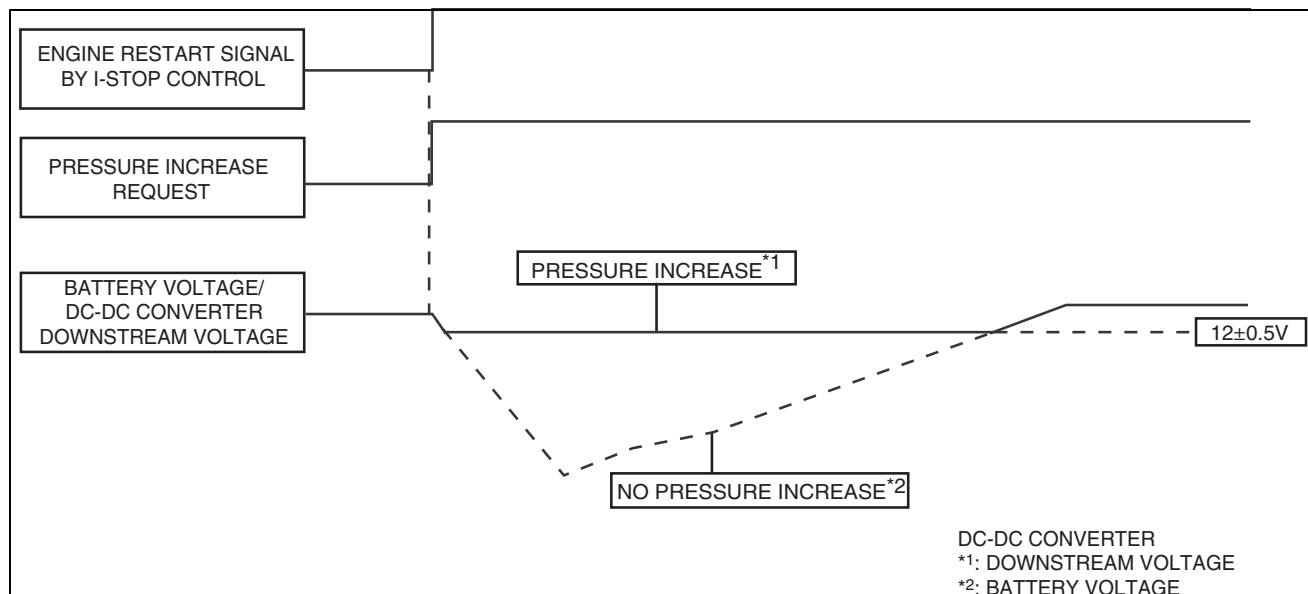 ENGINE RESTART SIGNAL
BY I-STOP CONTROL
PRESSURE INCREASE
REQUEST
PRESSURE INCREASE*1
BATTERY VOLTAGE/
DC-DC CONVERTER
DOWNSTREAM VOLTAGE
12±0.5V
NO PRESSURE INCREASE*2
DC-DC CONVERTER
*1: DOWNSTREAM VOLTAGE
*2: BATTERY VOLTAGE